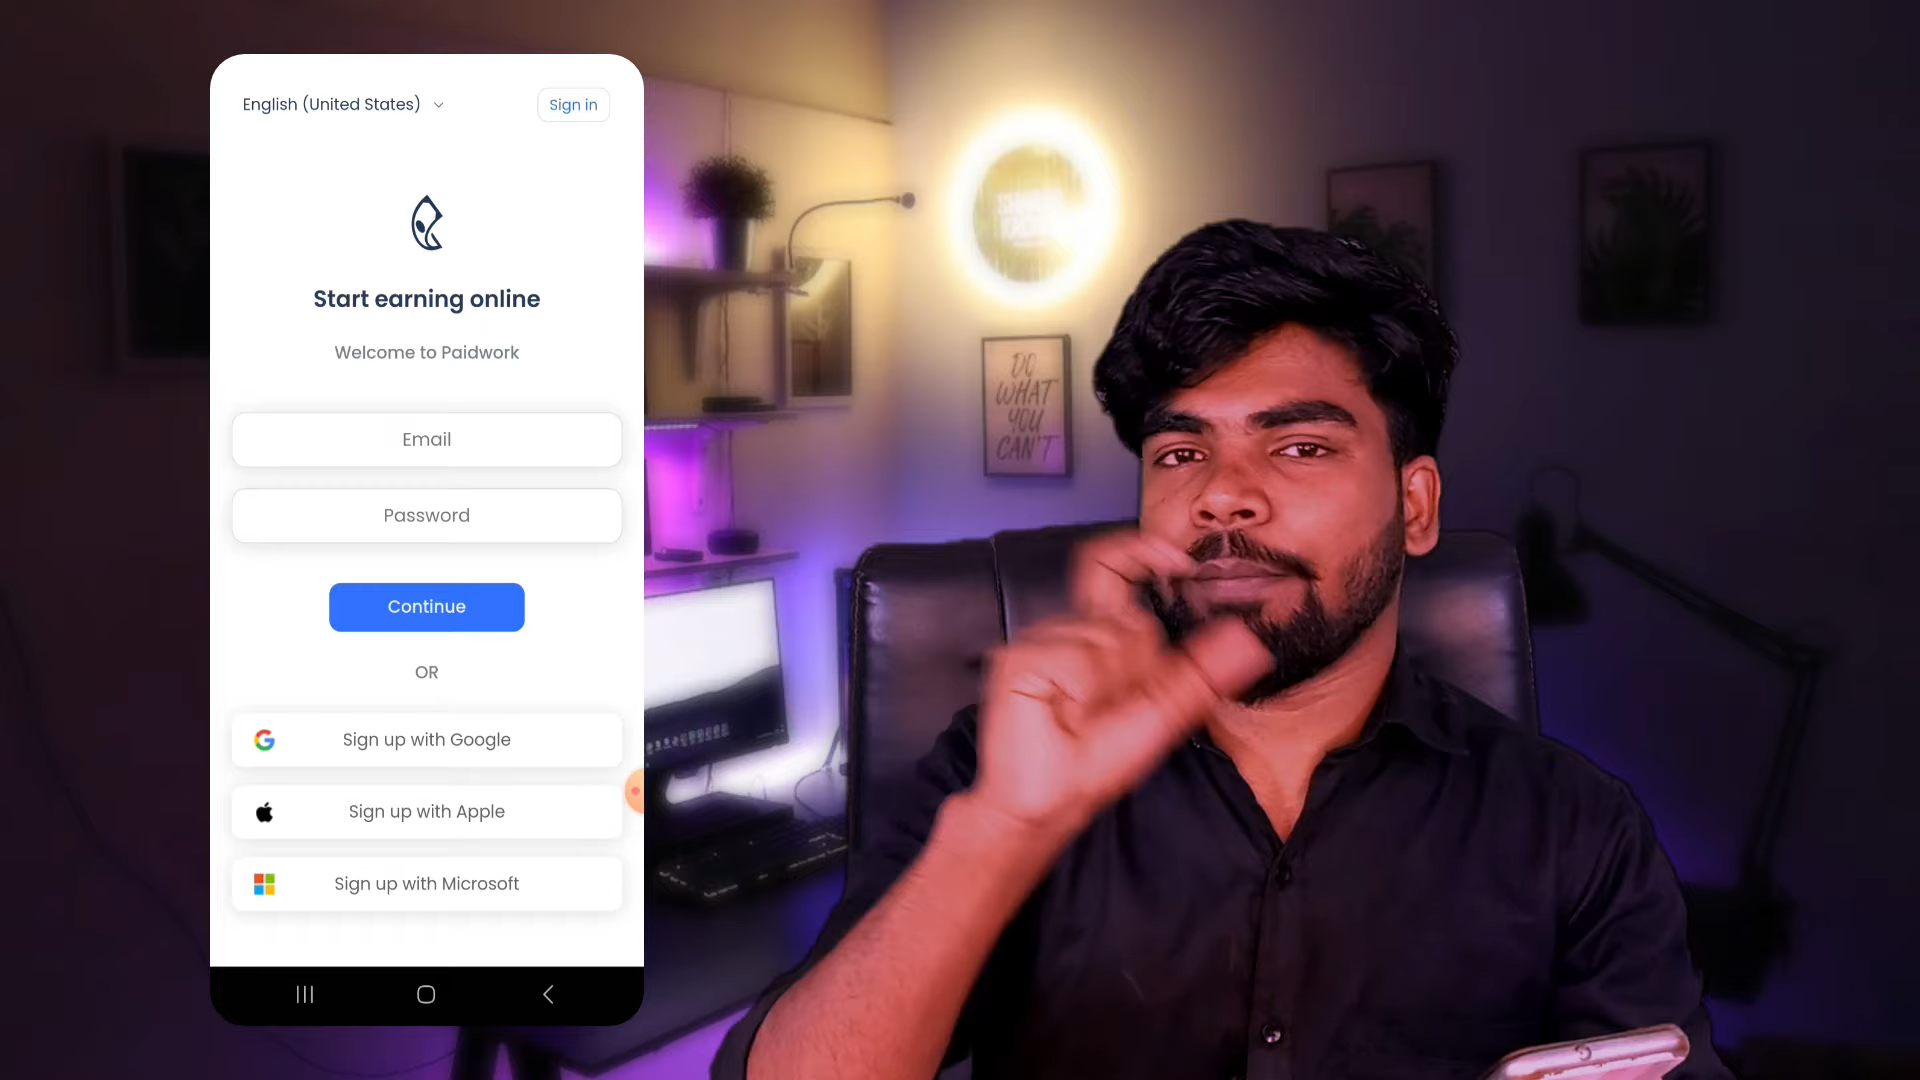 English (United States)
Sign in
Start earning online
Welcome to Paidwork
Email
Password
Continue
OR
Sign up with Google
Sign up with Apple
Sign up with Microsoft
DO
WHAT
YOU
CAN'T